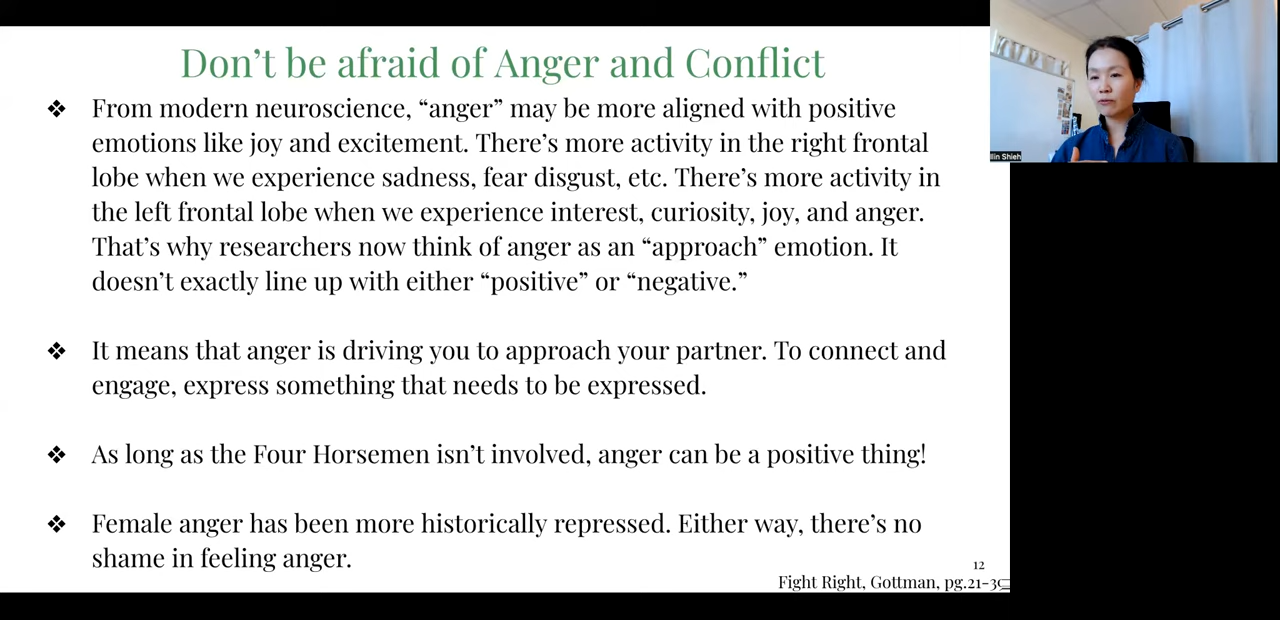 Don’t be afraid of Anger and Conflict
❖ From modern neuroscience, “anger” may be more aligned with positive
emotions like joy and excitement. There’s more activity in the right frontal
lobe when we experience sadness, fear disgust, etc. There’s more activity in
the left frontal lobe when we experience interest, curiosity, joy, and anger.
That’s why researchers now think of anger as an “approach” emotion. It
doesn’t exactly line up with either “positive” or “negative.”
❖ It means that anger is driving you to approach your partner. To connect and
engage, express something that needs to be expressed.
❖ As long as the Four Horsemen isn’t involved, anger can be a positive thing!
❖ Female anger has been more historically repressed. Either way, there’s no
shame in feeling anger.
12
Fight Right, Gottman, pg.21-
Shieh